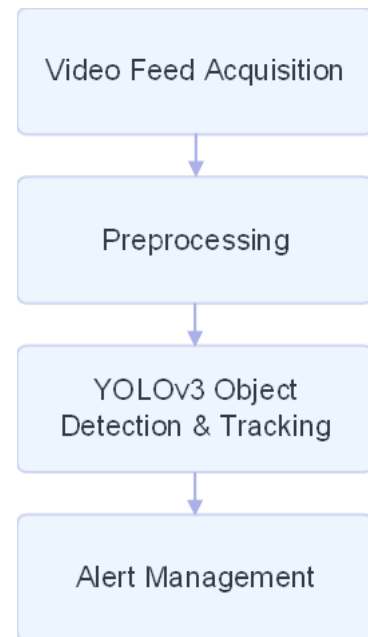 Video Feed Acquisition
Preprocessing
YOLOv3 Object
Detection & Tracking
Alert Management